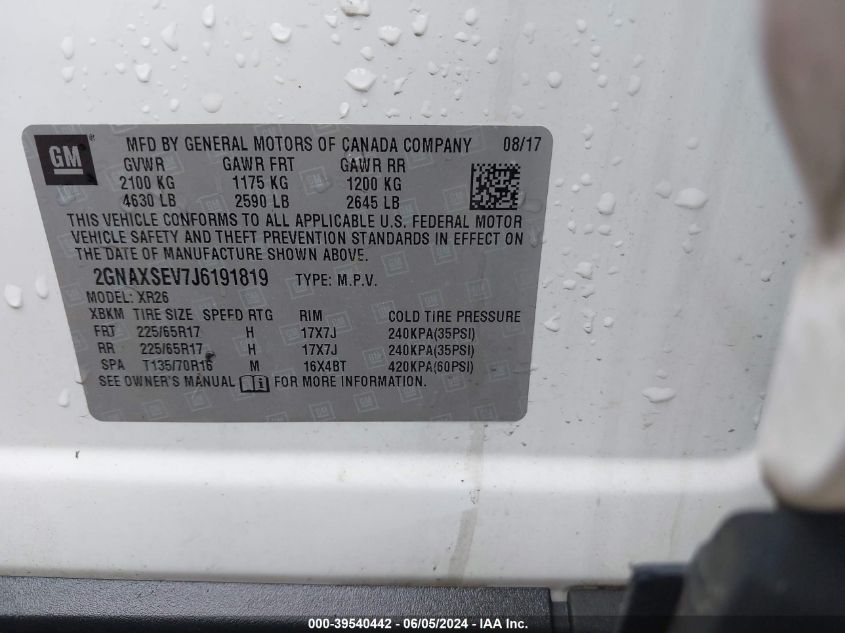 GM
MFD BY GENERAL MOTORS OF CANADA COMPANY 08/17
GVWR GAWR FRT GAWR RR
2100 KG 1175 KG 1200 KG
4630 LB 2590 LB 2645 LB
THIS VEHICLE CONFORMS TO ALL APPLICABLE U.S. FEDERAL MOTOR
VEHICLE SAFETY AND THEFT PREVENTION STANDARDS IN EFFECT ON
THE DATE OF MANUFACTURE SHOWN ABOVE.
2GNAXSEV7J6191819 TYPE: M.P.V.
MODEL: XR26
XBKM TIRE SIZE SPEED RTG RIM COLD TIRE PRESSURE
FRT 225/65R17 H 17X7J 240KPA(35PSI)
RR 225/65R17 H 17X7J 240KPA(35PSI)
SPA T135/70R16 M 16X4BT 420KPA(60PSI)
SEE OWNER'S MANUAL FOR MORE INFORMATION.
000-39540442 - 06/05/2024 - IAA Inc.